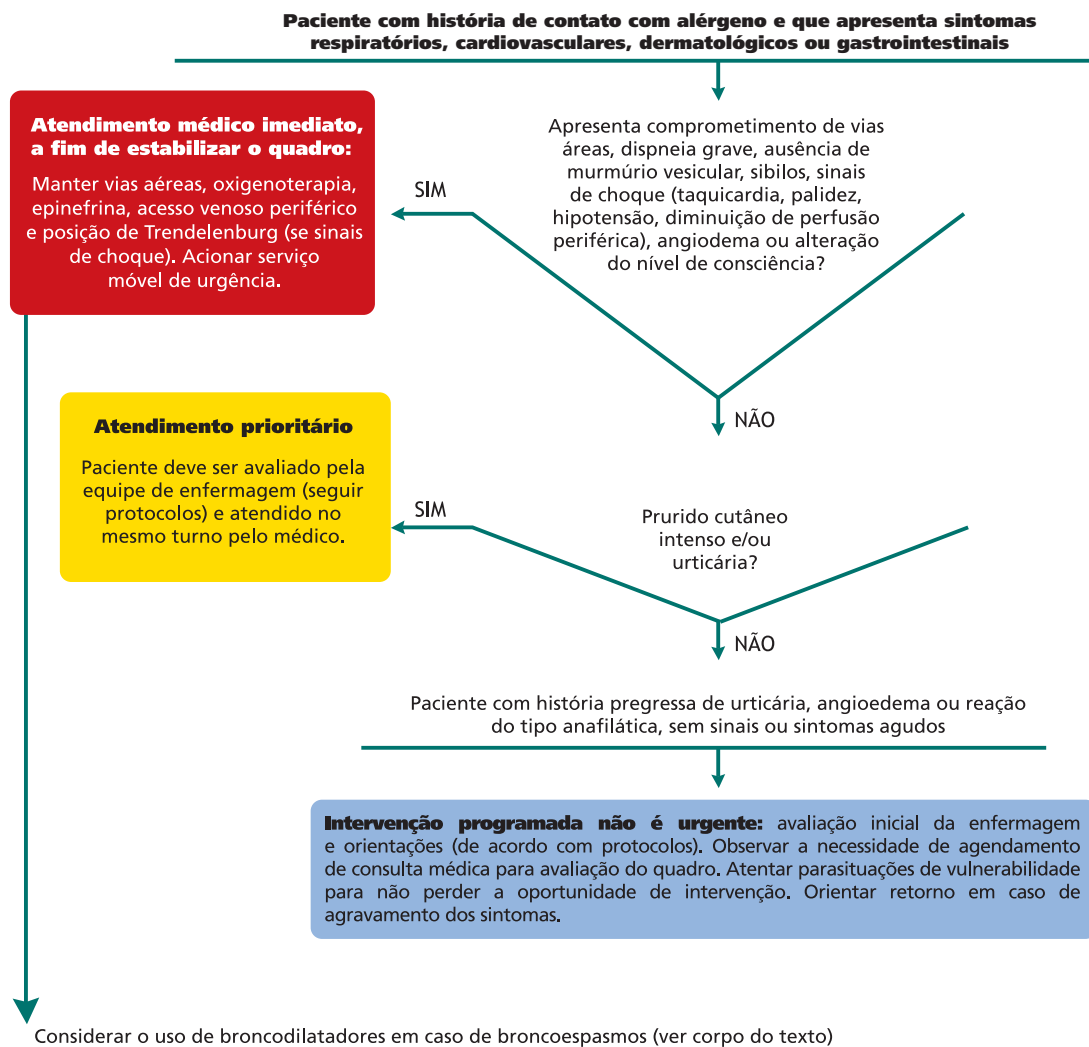 Paciente com história de contato com alérgeno e que apresenta sintomas
respiratórios, cardiovasculares, dermatológicos ou gastrointestinais
Atendimento médico imediato,
a fim de estabilizar o quadro:
Manter vias aéreas, oxigenoterapia,
epinefrina, acesso venoso periférico
e posição de Trendelenburg (se sinais
de choque). Acionar serviço
móvel de urgência.
SIM
Apresenta comprometimento de vias
áreas, dispneia grave, ausência de
murmúrio vesicular, sibilos, sinais
de choque (taquicardia, palidez,
hipotensão, diminuição de perfusão
periférica), angiodema ou alteração
do nível de consciência?
NÃO
Atendimento prioritário
Paciente deve ser avaliado pela
equipe de enfermagem (seguir
protocolos) e atendido no
mesmo turno pelo médico.
SIM
Prurido cutâneo
intenso e/ou
urticária?
NÃO
Paciente com história pregressa de urticária, angioedema ou reação
do tipo anafilática, sem sinais ou sintomas agudos
Intervenção programada não é urgente: avaliação inicial da enfermagem
e orientações (de acordo com protocolos). Observar a necessidade de agendamento
de consulta médica para avaliação do quadro. Atentar parasituações de vulnerabilidade
para não perder a oportunidade de intervenção. Orientar retorno em caso de
agravamento dos sintomas.
Considerar o uso de broncodilatadores em caso de broncoespasmos (ver corpo do texto)